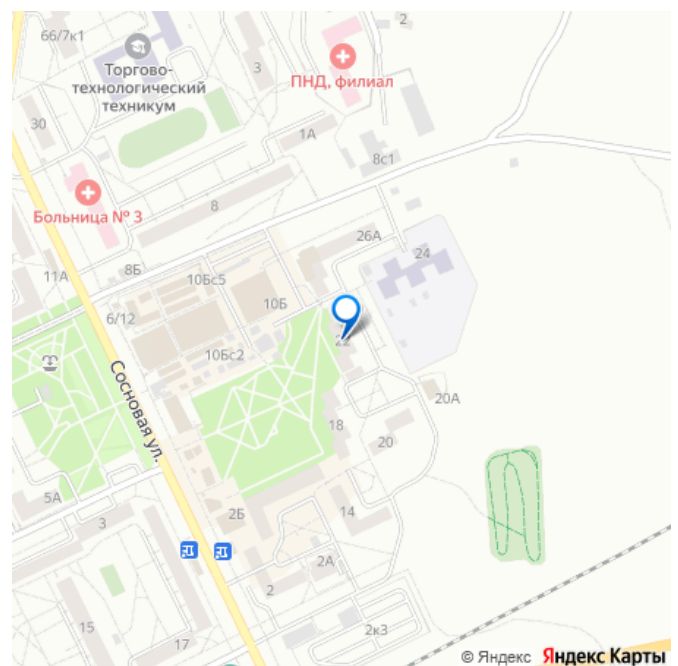 66/7к1
2
Торгово-
технологический
техникум
3
ПНД, филиал
30
1А
8с1
Больница № 3
8
26А
24
11А
8Б
10Бс5
10Б
6/12
22
10Бс2
Сосновая ул.
20А
18
20
5А
3
2Б
14
2А
2
15
17
2к3
© Яндекс Яндекс Карты